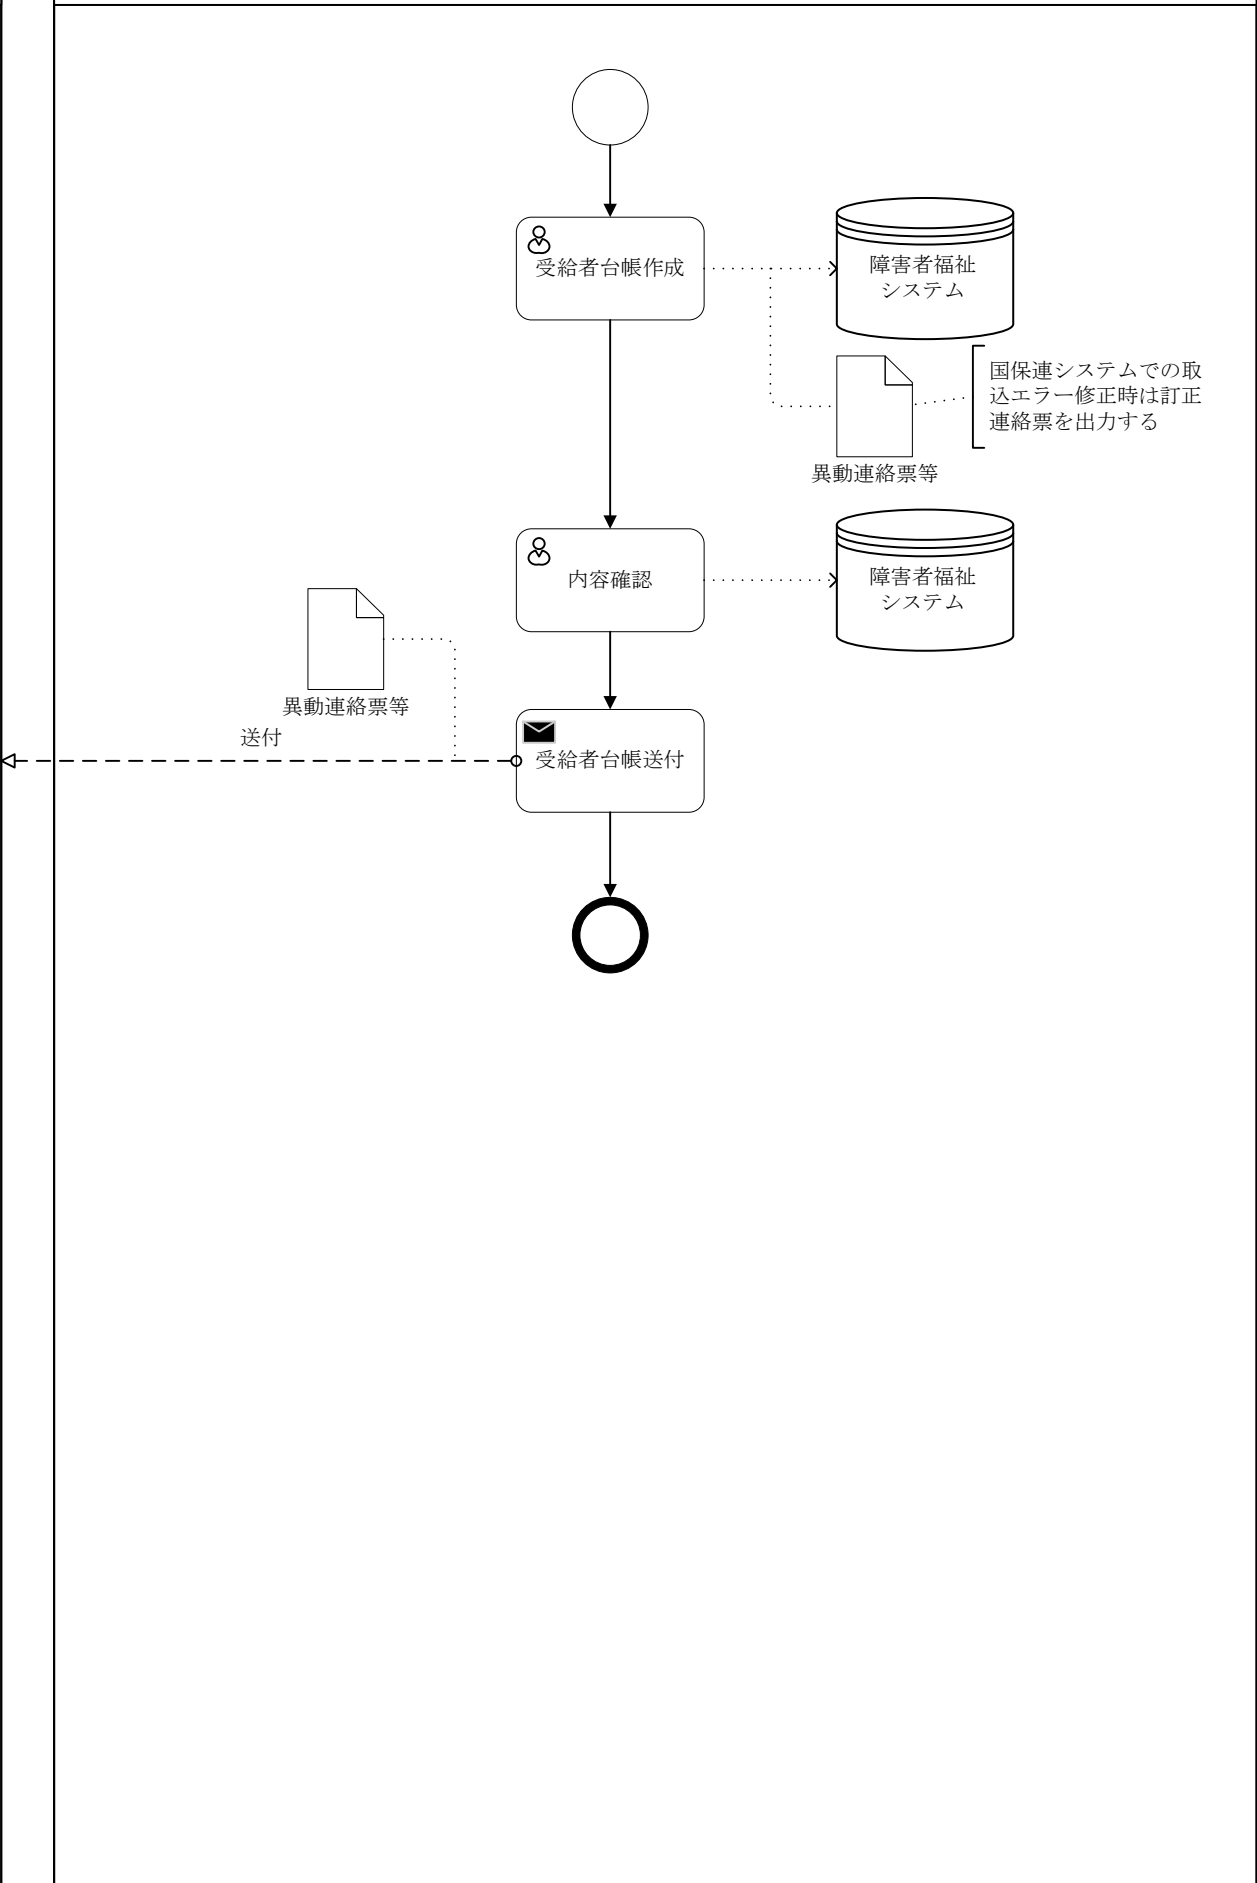 受給者台帳作成
障害者福祉
システム
国保連システムでの取
込エラー修正時は訂正
連絡票を出力する
異動連絡票等
内容確認
障害者福祉
システム
異動連絡票等
送付
受給者台帳送付